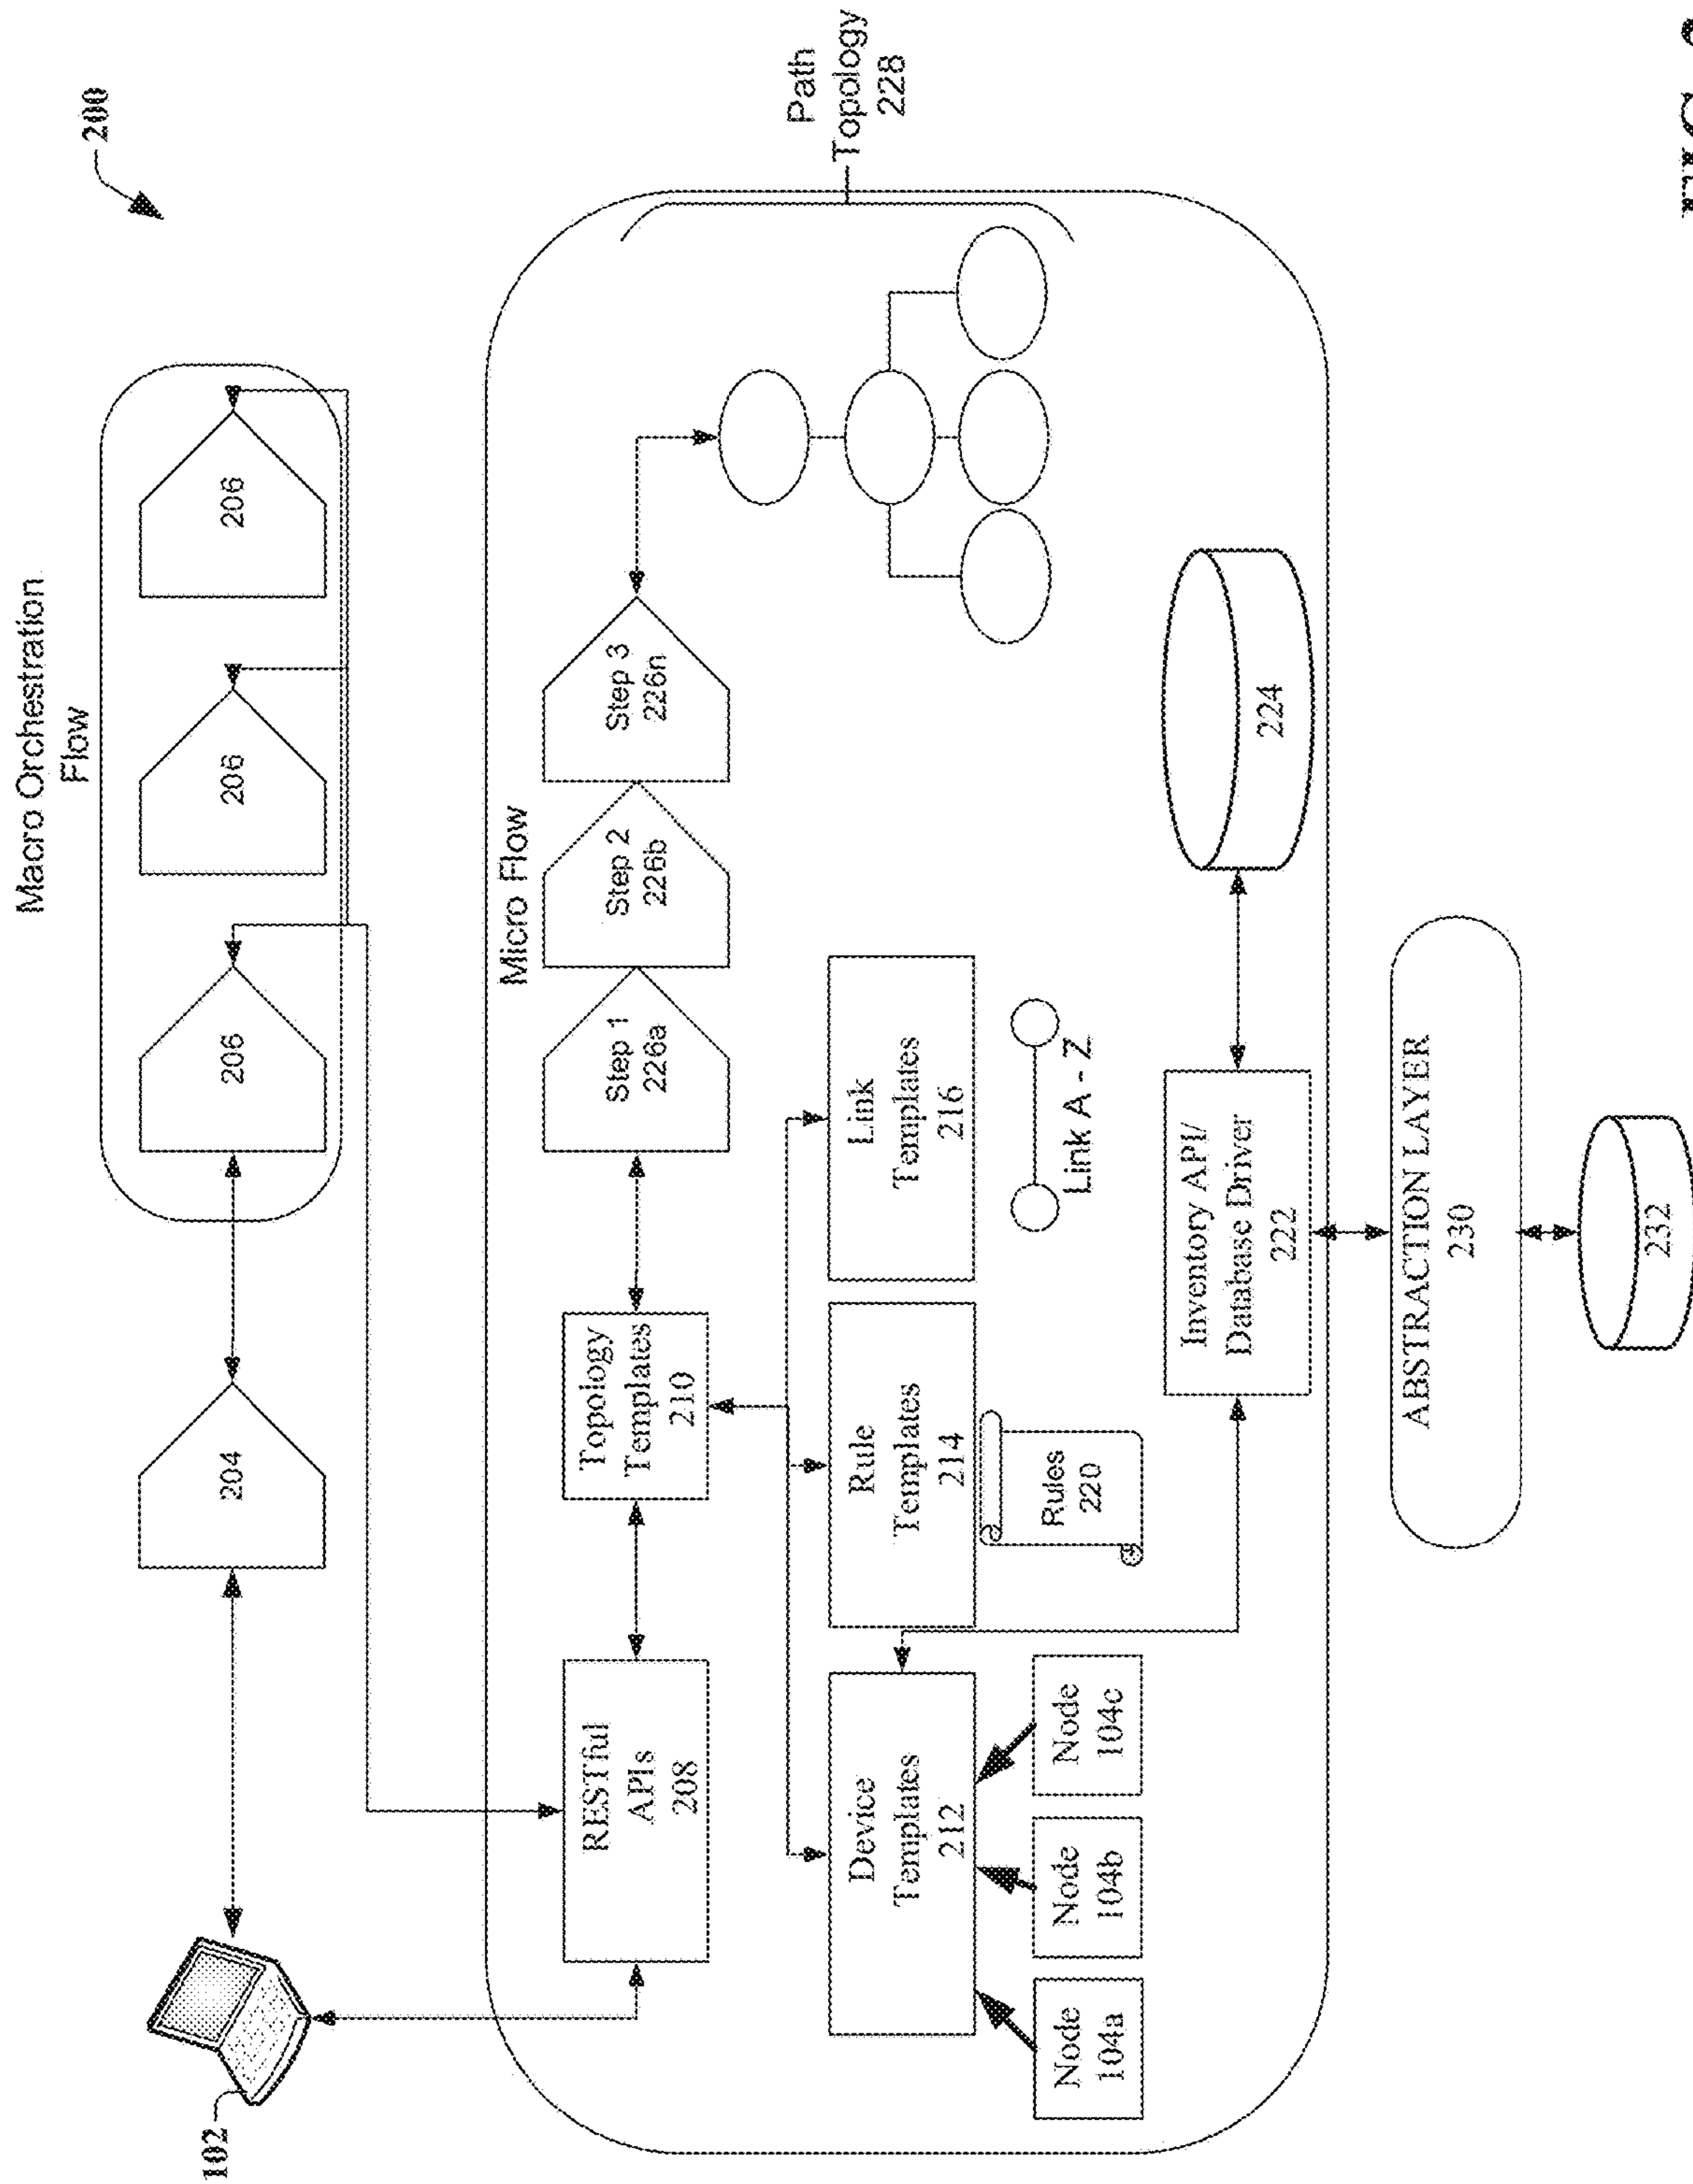 200
Macro Orchestration
Flow
102
204
206
206
206
Micro Flow
RESTful
APIs
208
Topology
Templates
210
Step 1
226a
Step 2
226b
Step 3
226n
Path
Topology
228
Device
Templates
212
Rule
Templates
214
Link
Templates
216
Node
104a
Node
104b
Node
104c
Rules
220
Link A - Z
Inventory API/
Database Driver
222
224
ABSTRACTION LAYER
230
232